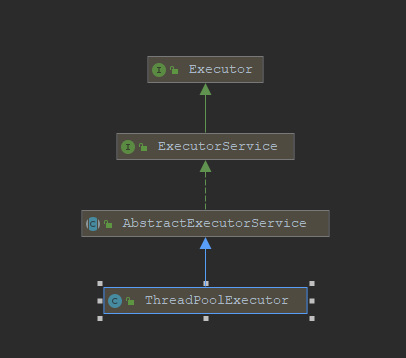 I Executor
I ExecutorService
C AbstractExecutorService
C ThreadPoolExecutor